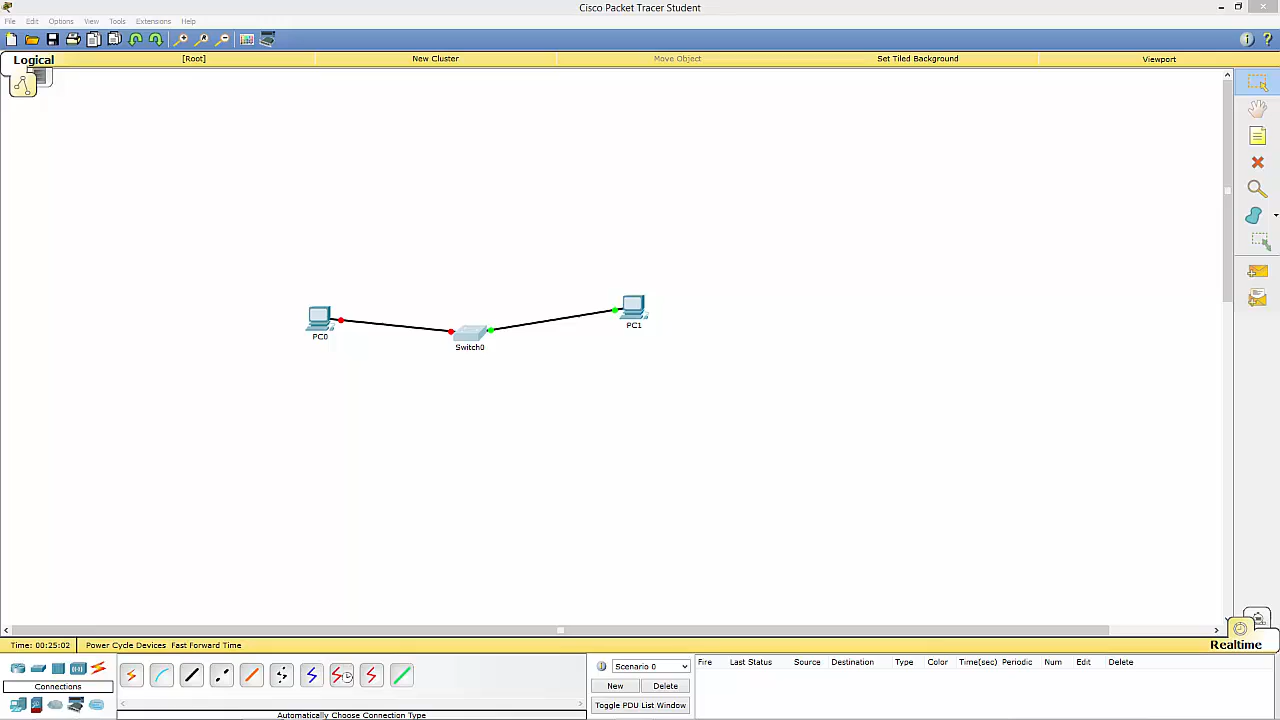 Cisco Packet Tracer Student
File Edit Options View Tools Extensions Help
Logical [Root] New Cluster Move Object Set Tiled Background Viewport
PC0
Switch0
PC1
Time: 00:25:02 Power Cycle Devices Fast Forward Time
Realtime
Connections
Automatically Choose Connection Type
Scenario 0
New Delete
Toggle PDU List Window
Fire Last Status Source Destination Type Color Time(sec) Periodic Num Edit Delete